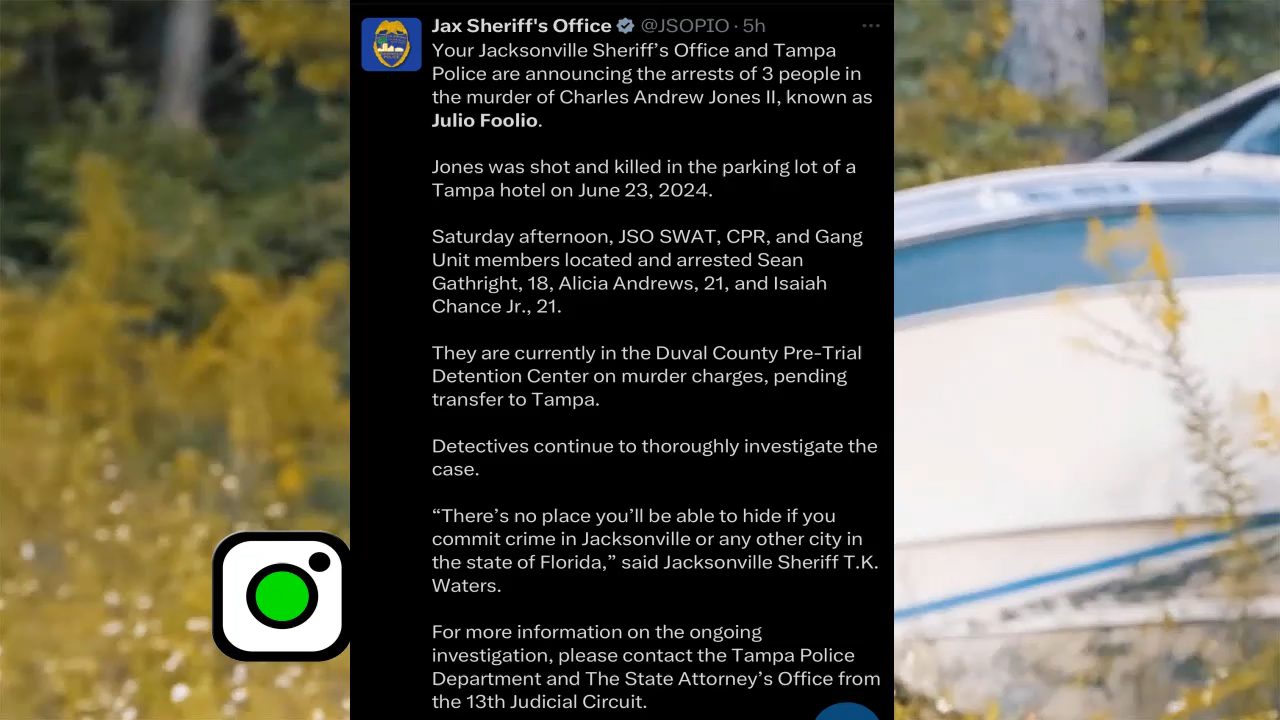 Jax Sheriff's Office @JSOPIO · 5h
Your Jacksonville Sheriff's Office and Tampa
Police are announcing the arrests of 3 people in
the murder of Charles Andrew Jones II, known as
Julio Foolio.
Jones was shot and killed in the parking lot of a
Tampa hotel on June 23, 2024.
Saturday afternoon, JSO SWAT, CPR, and Gang
Unit members located and arrested Sean
Gathright, 18, Alicia Andrews, 21, and Isaiah
Chance Jr., 21.
They are currently in the Duval County Pre-Trial
Detention Center on murder charges, pending
transfer to Tampa.
Detectives continue to thoroughly investigate the
case.
“There’s no place you’ll be able to hide if you
commit crime in Jacksonville or any other city in
the state of Florida,” said Jacksonville Sheriff T.K.
Waters.
For more information on the ongoing
investigation, please contact the Tampa Police
Department and The State Attorney’s Office from
the 13th Judicial Circuit.